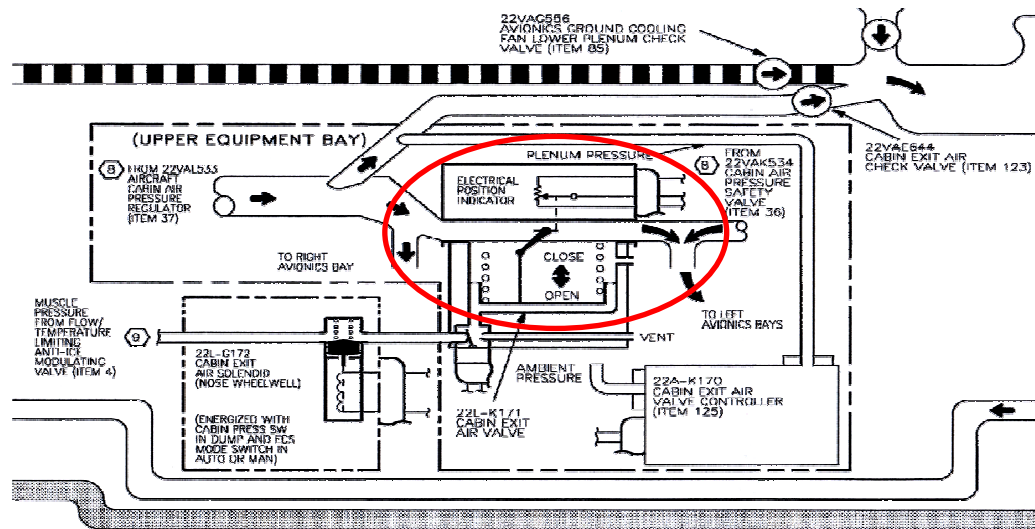 22VAG556
AVIONICS GROUND COOLING
FAN LOWER PLENUM CHECK
VALVE (ITEM 85)
(UPPER EQUIPMENT BAY)
8
FROM 22VAL533
AIRCRAFT
CABIN AIR
PRESSURE
REGULATOR
(ITEM 37)
PLENUM PRESSURE
ELECTRICAL
POSITION
INDICATOR
8
FROM
22VAK534
CABIN AIR
PRESSURE
SAFETY
VALVE
(ITEM 36)
22VAE644
CABIN EXIT AIR
CHECK VALVE (ITEM 123)
TO RIGHT
AVIONICS BAY
CLOSE
OPEN
TO LEFT
AVIONICS BAYS
MUSCLE
PRESSURE
FROM FLOW/
TEMPERATURE
LIMITING
ANTI-ICE
MODULATING
VALVE (ITEM 4)
9
22L-G172
CABIN EXIT
AIR SOLENOID
(NOSE WHEELWELL)
(ENERGIZED WITH
CABIN PRESS SW
IN DUMP AND ECS
MODE SWITCH IN
AUTO OR MAN)
VENT
AMBIENT
PRESSURE
22L-K171
CABIN EXIT
AIR VALVE
22A-K170
CABIN EXIT AIR
VALVE CONTROLLER
(ITEM 125)